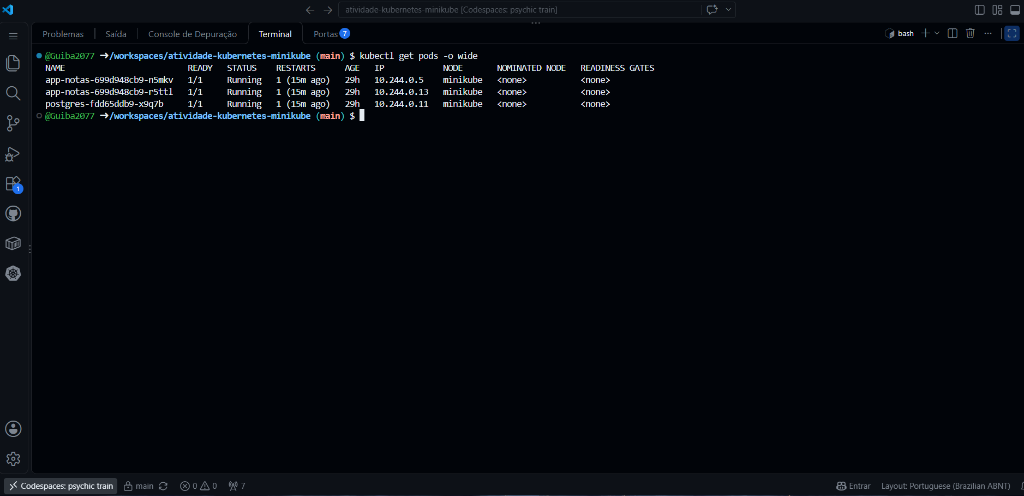 atividade-kubernetes-minikube [Codespaces: psychic train]
Problemas Saída Console de Depuração Terminal Portas 7 bash
@Guiba2077 ➜/workspaces/atividade-kubernetes-minikube (main) $ kubectl get pods -o wide
NAME READY STATUS RESTARTS AGE IP NODE NOMINATED NODE READINESS GATES
app-notas-699d948cb9-n5mkv 1/1 Running 1 (15m ago) 29h 10.244.0.5 minikube <none> <none>
app-notas-699d948cb9-r5ttl 1/1 Running 1 (15m ago) 29h 10.244.0.13 minikube <none> <none>
postgres-fdd65ddb9-x9q7b 1/1 Running 1 (15m ago) 29h 10.244.0.11 minikube <none> <none>
@Guiba2077 ➜/workspaces/atividade-kubernetes-minikube (main) $
1
Codespaces: psychic train main 0 0 7 Entrar Layout: Portuguese (Brazilian ABNT)